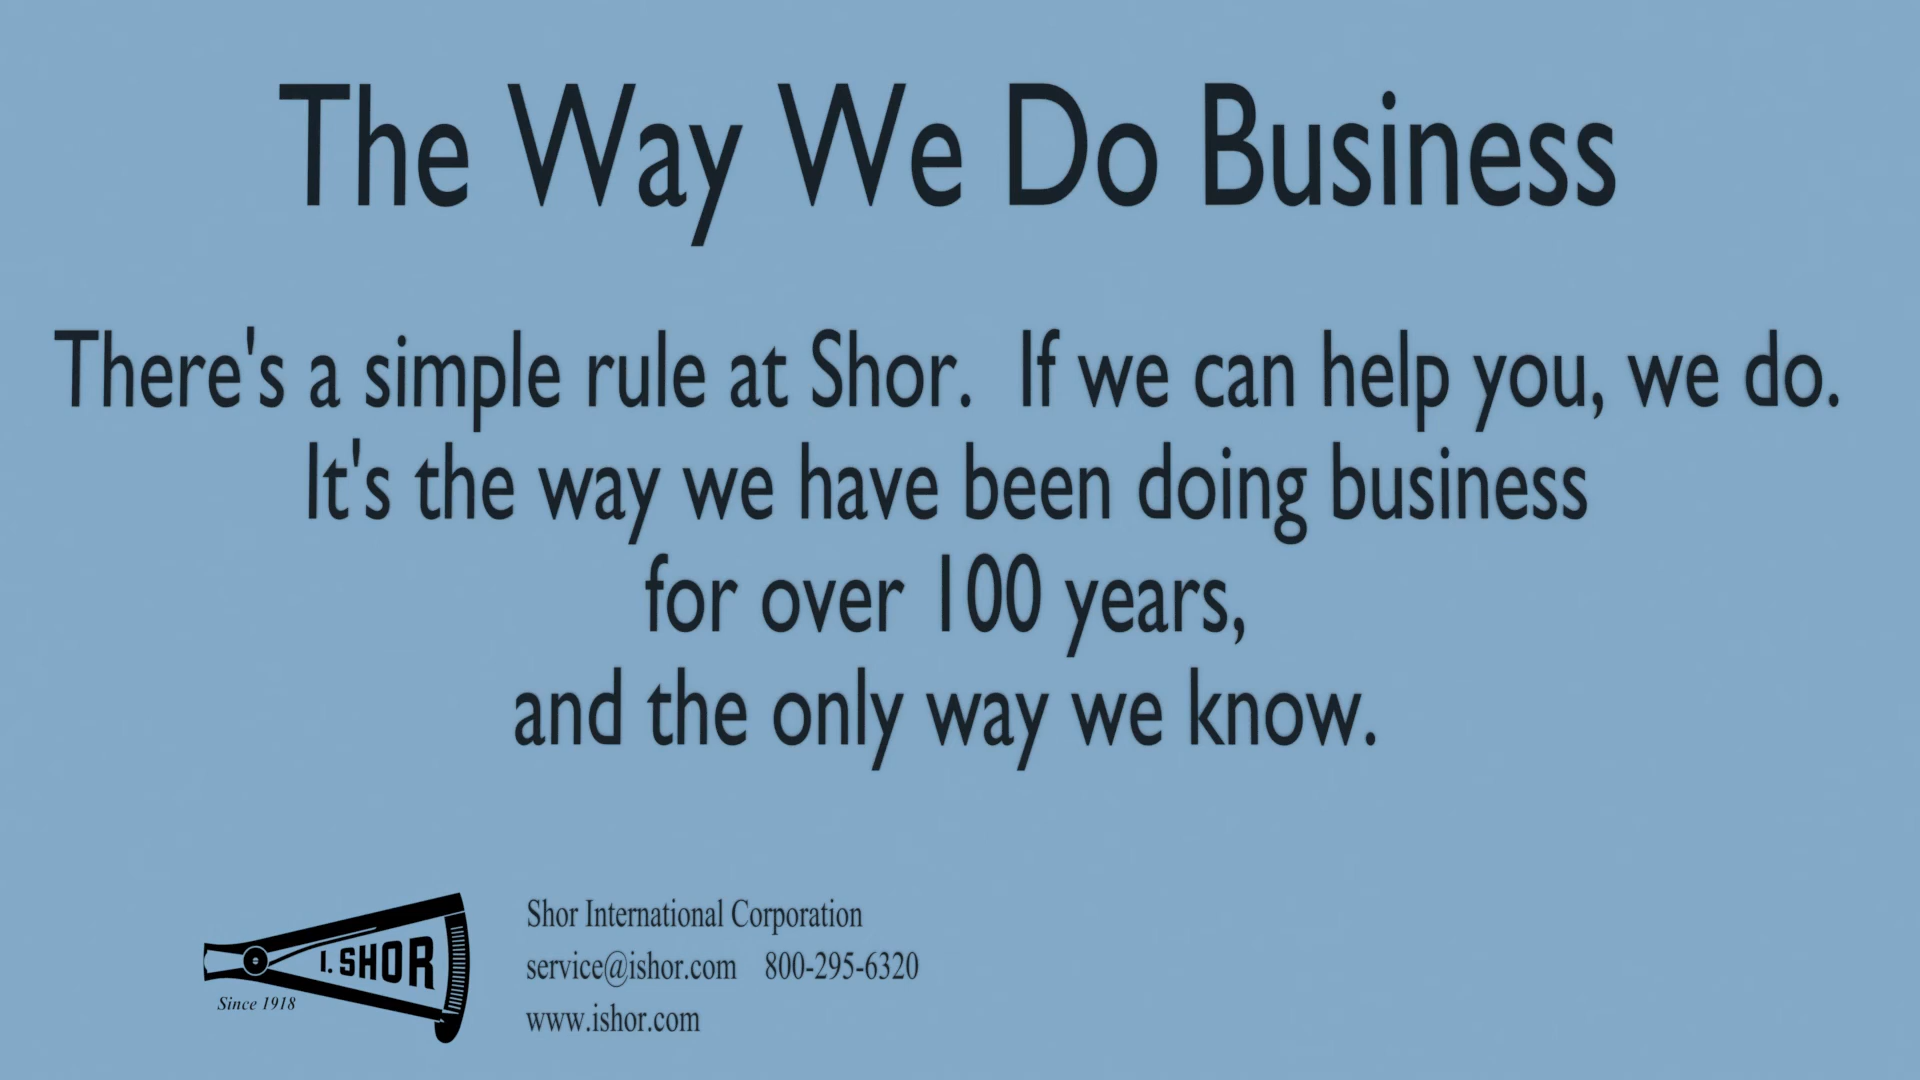 The Way We Do Business
There's a simple rule at Shor.  If we can help you, we do.
It's the way we have been doing business
for over 100 years,
and the only way we know.
I. SHOR
Since 1918
Shor International Corporation
service@ishor.com    800-295-6320
www.ishor.com